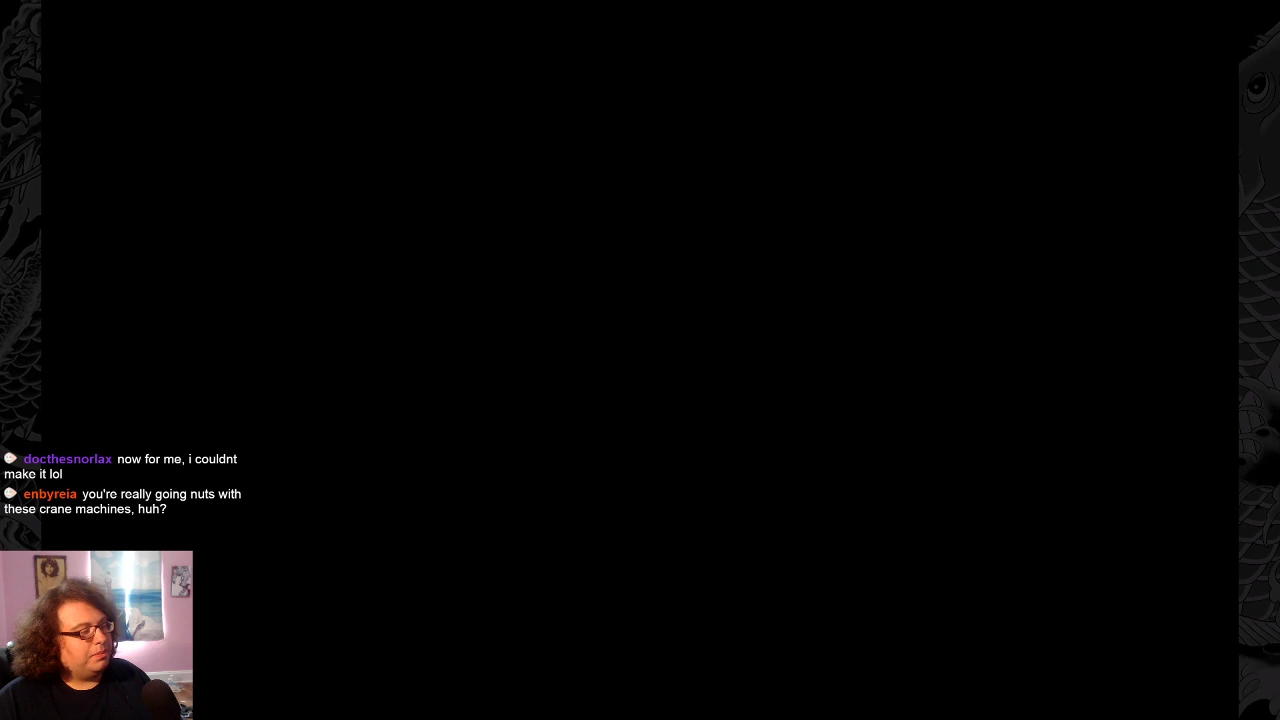 docthesnorlax now for me, i couldnt
make it lol
enbyreia you're really going nuts with
these crane machines, huh?